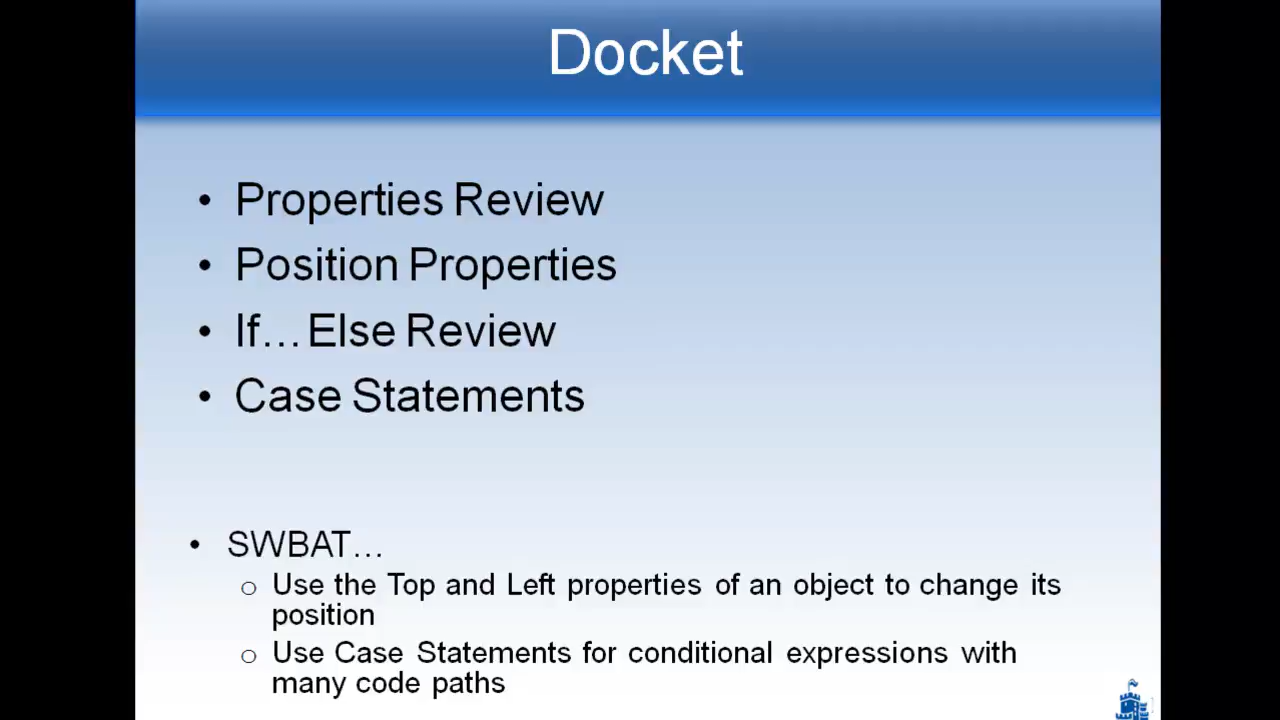 Docket
• Properties Review
• Position Properties
• If… Else Review
• Case Statements
• SWBAT…
o Use the Top and Left properties of an object to change its
position
o Use Case Statements for conditional expressions with
many code paths